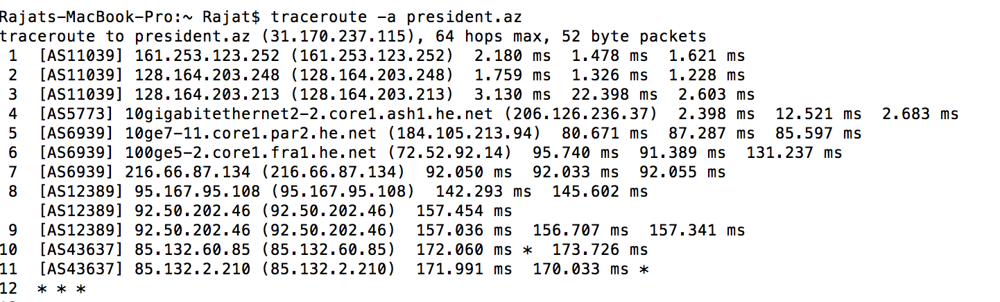 Rajats-MacBook-Pro:~ Rajat$ traceroute -a president.az
traceroute to president.az (31.170.237.115), 64 hops max, 52 byte packets
 1  [AS11039] 161.253.123.252 (161.253.123.252)  2.180 ms  1.478 ms  1.621 ms
 2  [AS11039] 128.164.203.248 (128.164.203.248)  1.759 ms  1.326 ms  1.228 ms
 3  [AS11039] 128.164.203.213 (128.164.203.213)  3.130 ms  22.398 ms  2.603 ms
 4  [AS5773] 10gigabitethernet2-2.core1.ash1.he.net (206.126.236.37)  2.398 ms  12.521 ms  2.683 ms
 5  [AS6939] 10ge7-11.core1.par2.he.net (184.105.213.94)  80.671 ms  87.287 ms  85.597 ms
 6  [AS6939] 100ge5-2.core1.fra1.he.net (72.52.92.14)  95.740 ms  91.389 ms  131.237 ms
 7  [AS6939] 216.66.87.134 (216.66.87.134)  92.050 ms  92.033 ms  92.055 ms
 8  [AS12389] 95.167.95.108 (95.167.95.108)  142.293 ms  145.602 ms
    [AS12389] 92.50.202.46 (92.50.202.46)  157.454 ms
 9  [AS12389] 92.50.202.46 (92.50.202.46)  157.036 ms  156.707 ms  157.341 ms
10  [AS43637] 85.132.60.85 (85.132.60.85)  172.060 ms *  173.726 ms
11  [AS43637] 85.132.2.210 (85.132.2.210)  171.991 ms  170.033 ms *
12  * * *